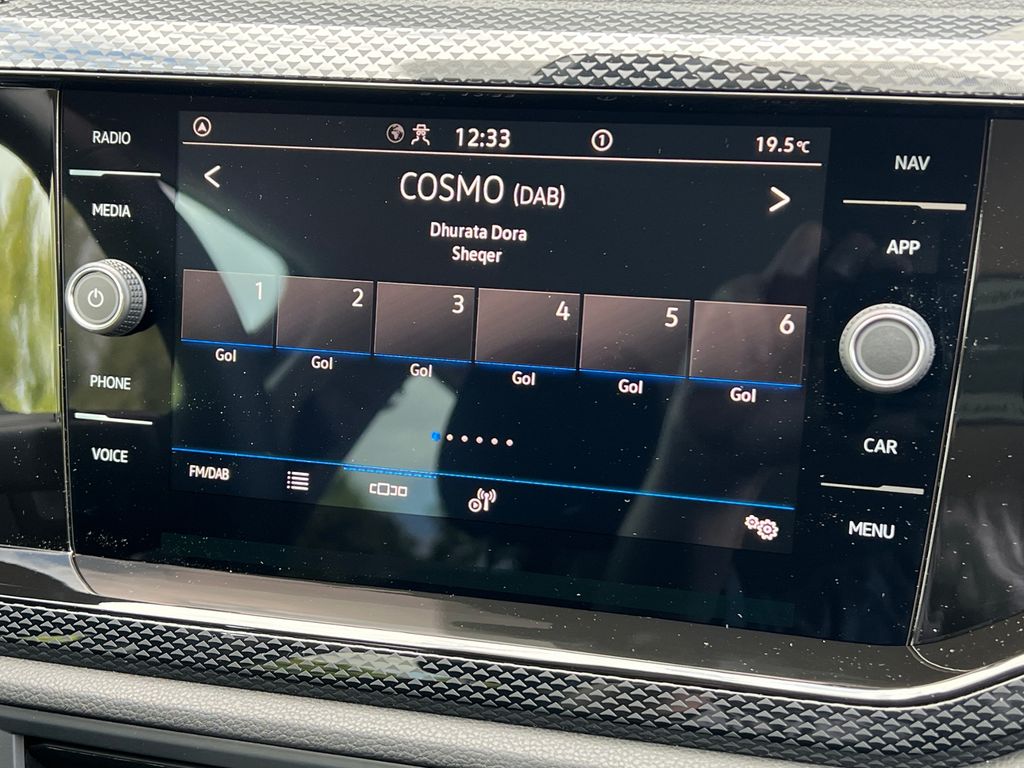 RADIO
MEDIA
PHONE
VOICE
A
12:33
1
19.5°C
<
COSMO (DAB)
>
Dhurata Dora
Sheqer
1
2
3
4
5
6
Gol
Gol
Gol
Gol
Gol
Gol
FM/DAB
NAV
APP
CAR
MENU